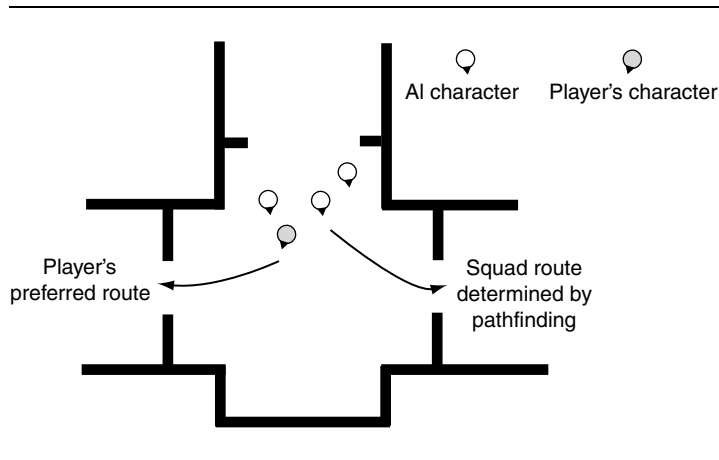 AI character
Player’s character
Player’s
preferred route
Squad route
determined by
pathfinding